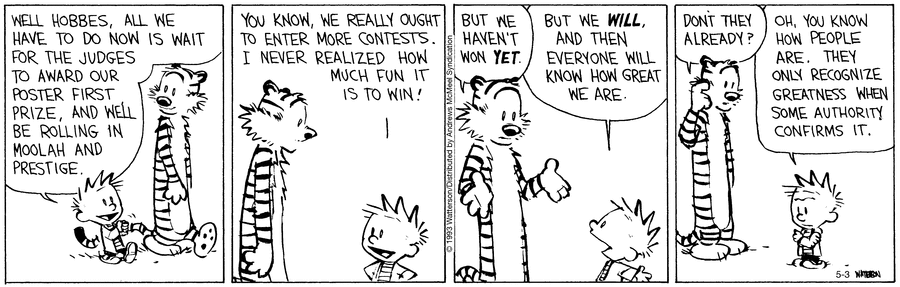 WELL HOBBES, ALL WE
HAVE TO DO NOW IS WAIT
FOR THE JUDGES
TO AWARD OUR
POSTER FIRST
PRIZE, AND WE'LL
BE ROLLING IN
MOOLAH AND
PRESTIGE.
YOU KNOW, WE REALLY OUGHT
TO ENTER MORE CONTESTS.
I NEVER REALIZED HOW
MUCH FUN IT
IS TO WIN!
© 1993 Watterson/Distributed by Andrews McMeel Syndication
BUT WE
HAVEN'T
WON YET.
BUT WE WILL,
AND THEN
EVERYONE WILL
KNOW HOW GREAT
WE ARE.
DON'T THEY
ALREADY?
OH, YOU KNOW
HOW PEOPLE
ARE. THEY
ONLY RECOGNIZE
GREATNESS WHEN
SOME AUTHORITY
CONFIRMS IT.
5-3 WATTERSON